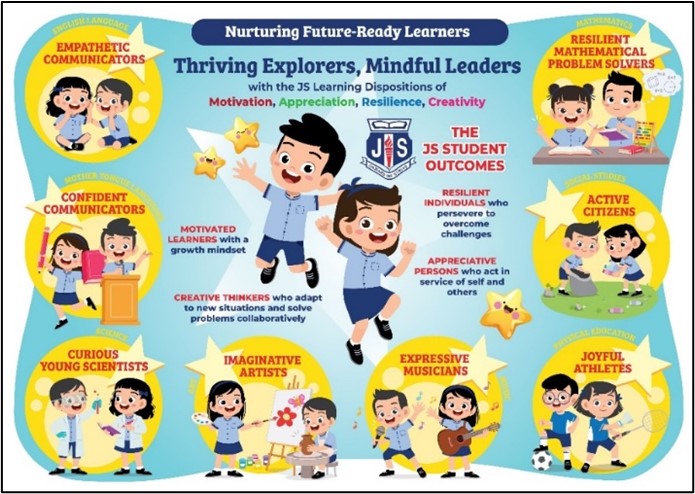 Nurturing Future-Ready Learners
Thriving Explorers, Mindful Leaders
with the JS Learning Dispositions of
Motivation, Appreciation, Resilience, Creativity
ENGLISH LANGUAGE
EMPATHETIC
COMMUNICATORS
MATHEMATICS
RESILIENT
MATHEMATICAL
PROBLEM SOLVERS
JS
THE
JS STUDENT
OUTCOMES
MOTHER TONGUE
CONFIDENT
COMMUNICATORS
MOTIVATED
LEARNERS with a
growth mindset
CREATIVE THINKERS who adapt
to new situations and solve
problems collaboratively
RESILIENT
INDIVIDUALS who
persevere to
overcome
challenges
APPRECIATIVE
PERSONS who act in
service of self and
others
SOCIAL STUDIES
ACTIVE
CITIZENS
SCIENCE
CURIOUS
YOUNG SCIENTISTS
ART
IMAGINATIVE
ARTISTS
EXPRESSIVE
MUSICIANS
PHYSICAL EDUCATION
JOYFUL
ATHLETES